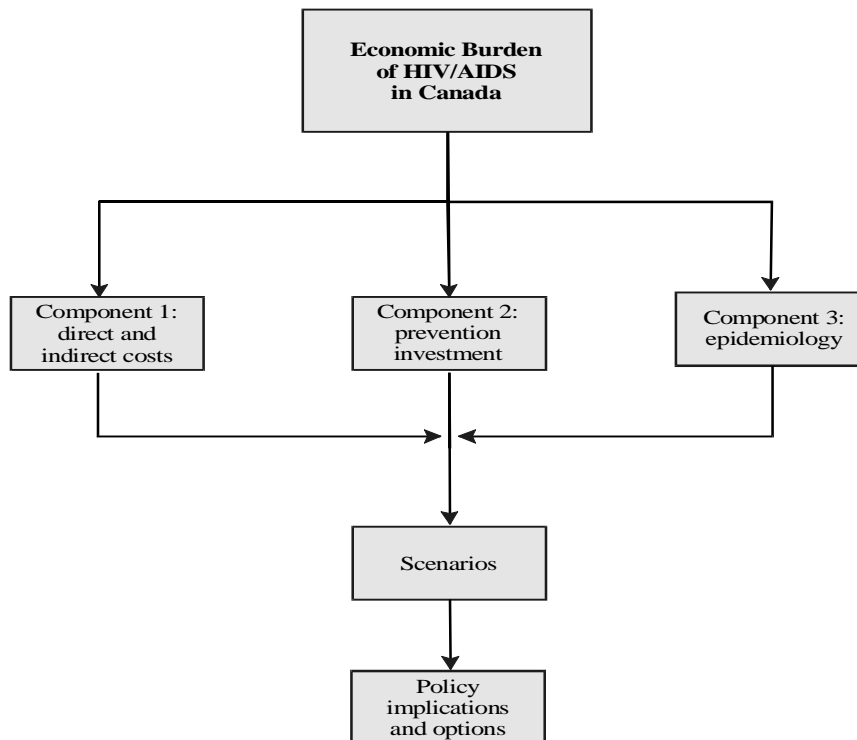 Economic Burden
of HIV/AIDS
in Canada
Component 1:
direct and
indirect costs
Component 2:
prevention
investment
Component 3:
epidemiology
Scenarios
Policy
implications
and options